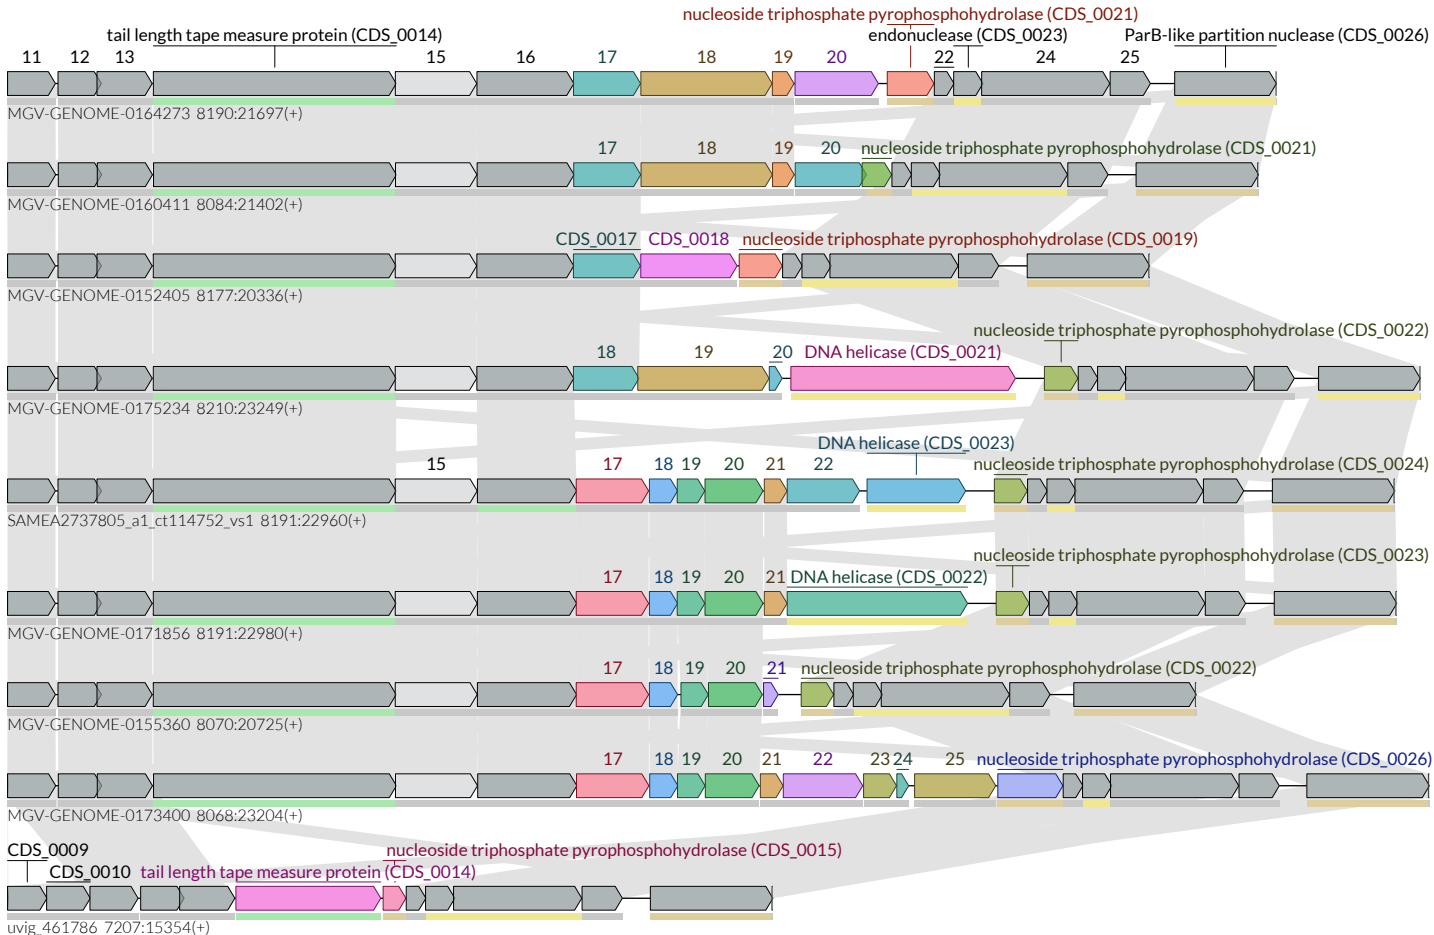 nucleoside triphosphate pyrophosphohydrolase (CDS_0021)
tail length tape measure protein (CDS_0014) endonuclease (CDS_0023) ParB-like partition nuclease (CDS_0026)
11 12 13 15 16 17 18 19 20 22 24 25
MGV-GENOME-0164273 8190:21697(+)
17 18 19 20 nucleoside triphosphate pyrophosphohydrolase (CDS_0021)
MGV-GENOME-0160411 8084:21402(+)
CDS_0017 CDS_0018 nucleoside triphosphate pyrophosphohydrolase (CDS_0019)
MGV-GENOME-0152405 8177:20336(+)
nucleoside triphosphate pyrophosphohydrolase (CDS_0022)
18 19 20 DNA helicase (CDS_0021)
MGV-GENOME-0175234 8210:23249(+)
DNA helicase (CDS_0023)
15 17 18 19 20 21 22 nucleoside triphosphate pyrophosphohydrolase (CDS_0024)
SAMEA2737805_a1_ct114752_vs1 8191:22960(+)
nucleoside triphosphate pyrophosphohydrolase (CDS_0023)
17 18 19 20 21 DNA helicase (CDS_0022)
MGV-GENOME-0171856 8191:22980(+)
17 18 19 20 21 nucleoside triphosphate pyrophosphohydrolase (CDS_0022)
MGV-GENOME-0155360 8070:20725(+)
17 18 19 20 21 22 23 24 25 nucleoside triphosphate pyrophosphohydrolase (CDS_0026)
MGV-GENOME-0173400 8068:23204(+)
CDS_0009 nucleoside triphosphate pyrophosphohydrolase (CDS_0015)
CDS_0010 tail length tape measure protein (CDS_0014)
uvig_461786 7207:15354(+)